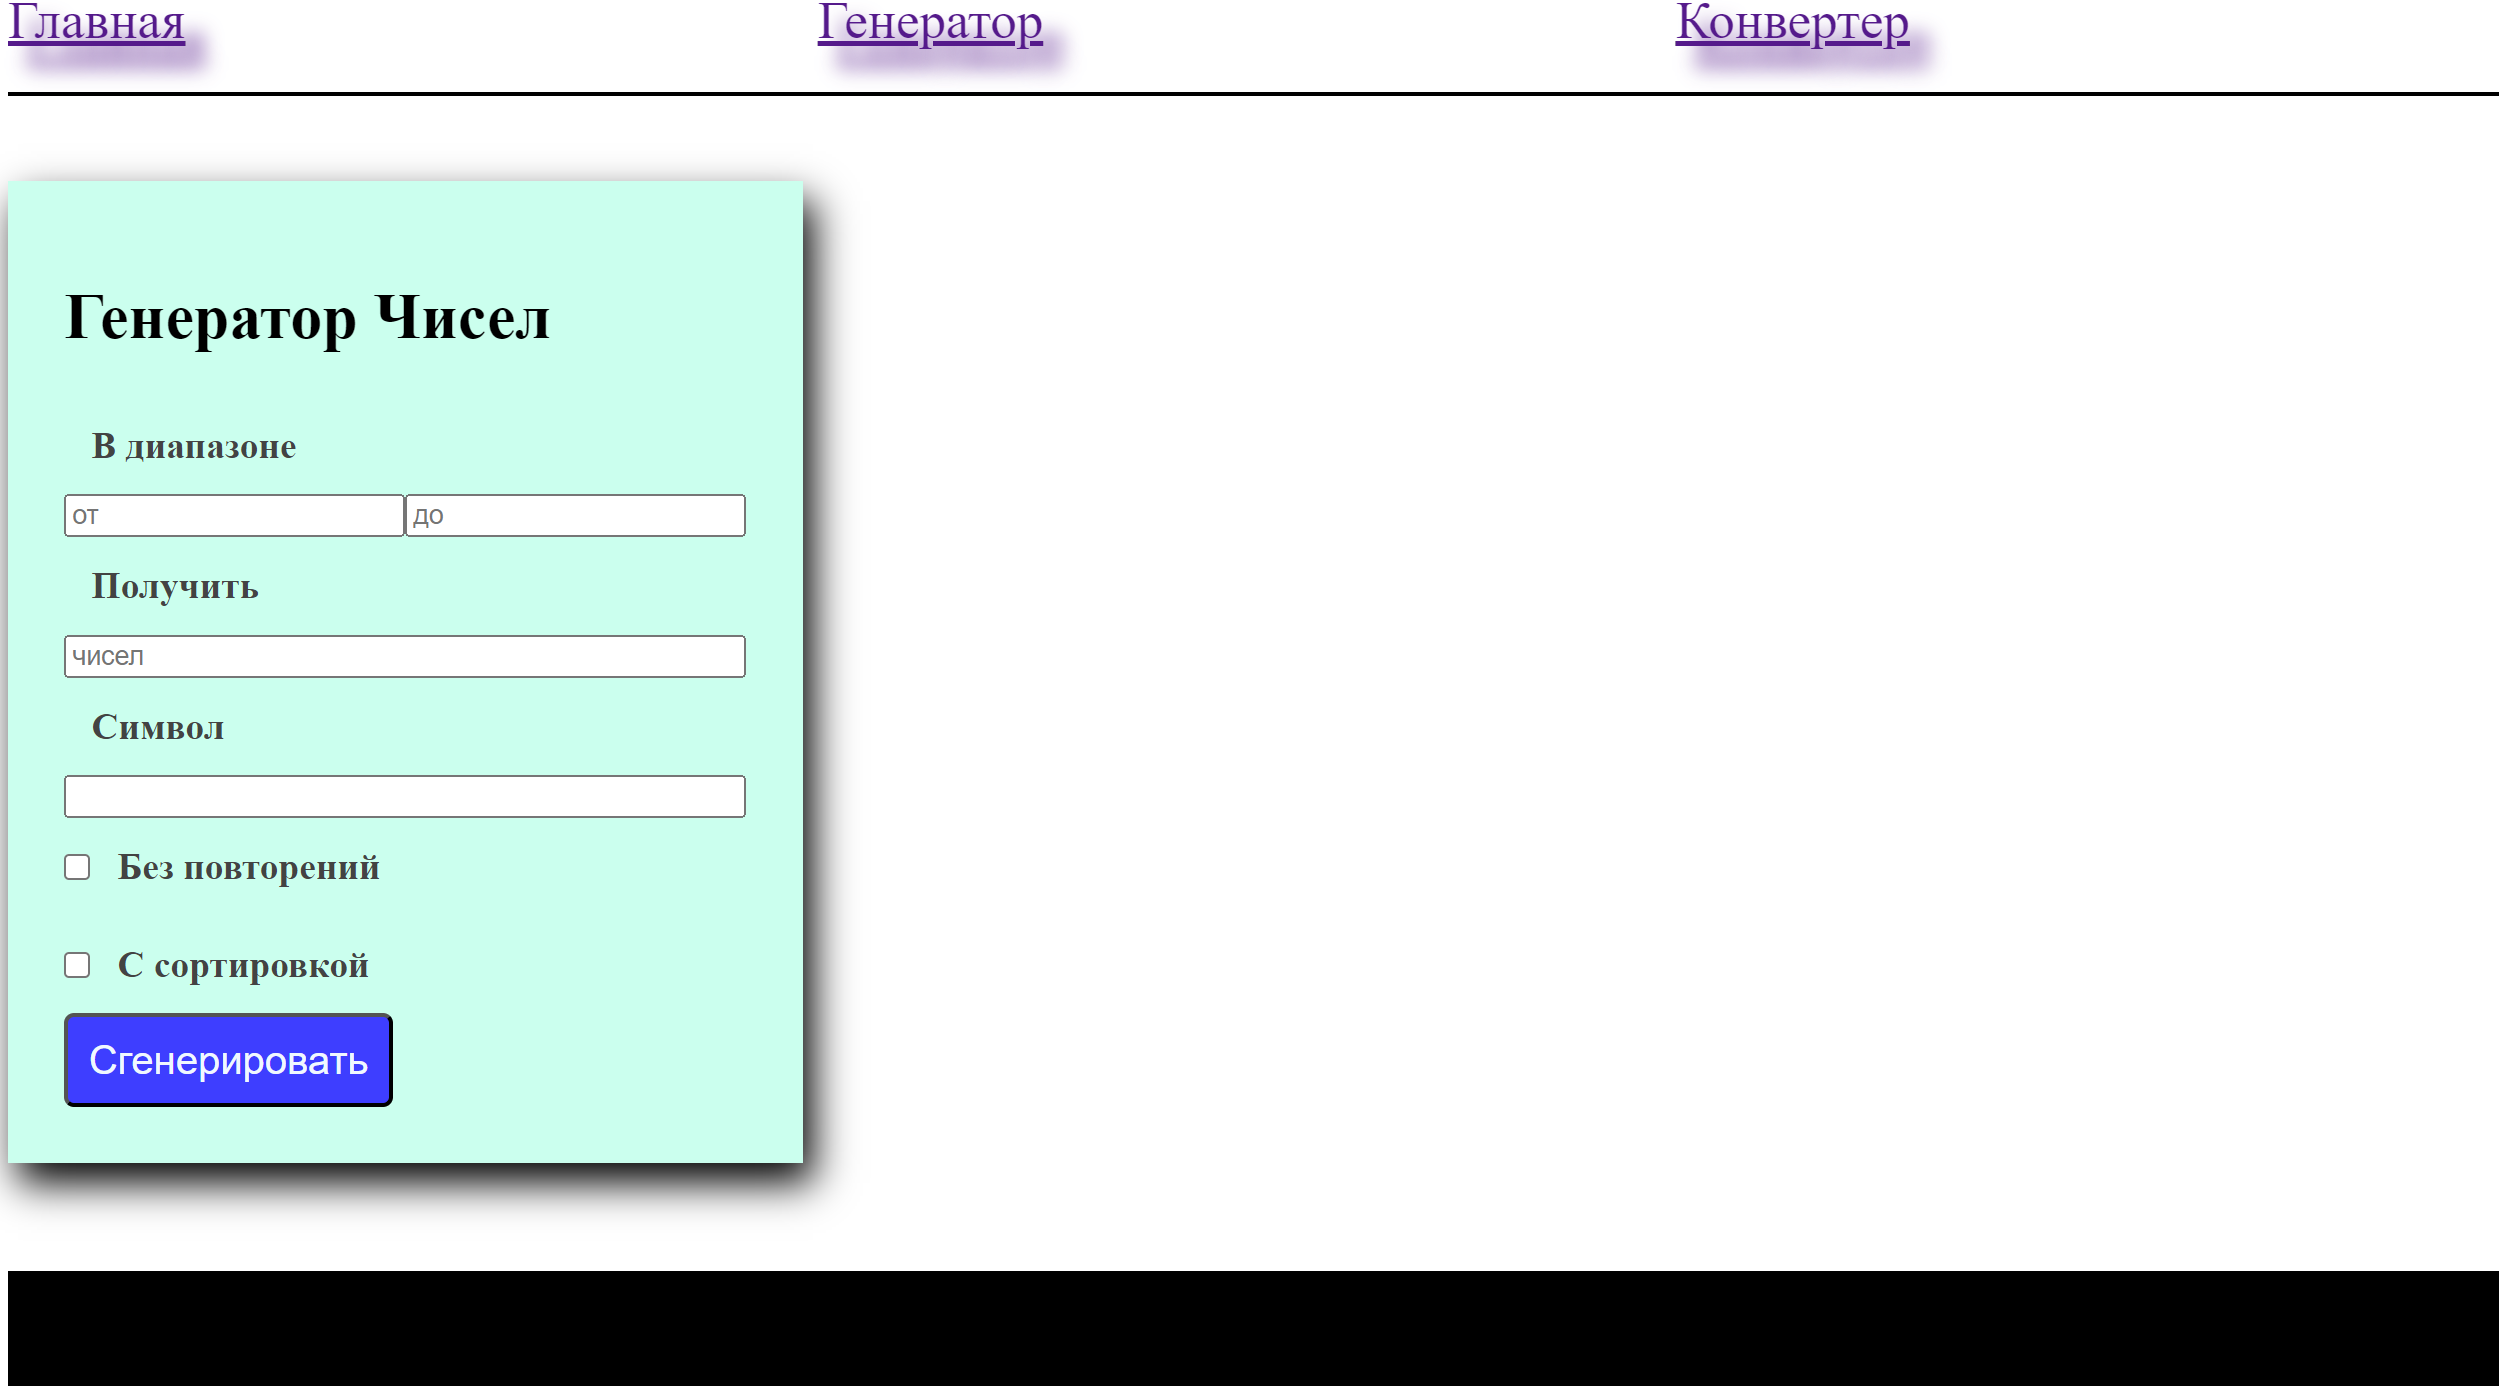 Главная Генератор Конвертер
Генератор Чисел
В диапазоне
от до
Получить
чисел
Символ
Без повторений
С сортировкой
Сгенерировать